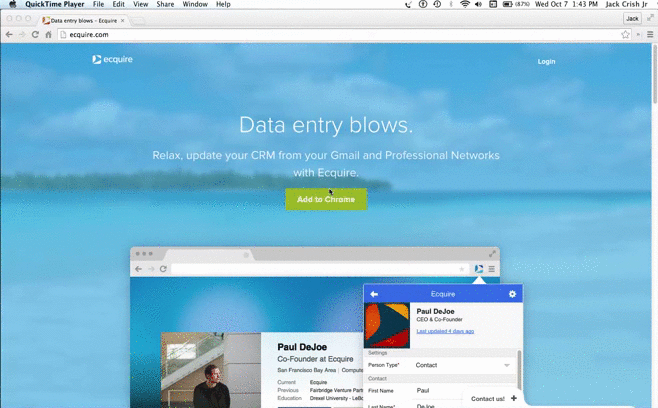 QuickTime Player File Edit View Share Window Help (87%) Wed Oct 7 1:43 PM Jack Crish Jr
Data entry blows – Ecquire
Jack
ecquire.com
ecquire
Login
Data entry blows.
Relax, update your CRM from your Gmail and Professional Networks
with Ecquire.
Add to Chrome
Ecquire
Paul DeJoe
CEO & Co-Founder
Last updated 4 days ago
Settings
Person Type* Contact
Contact
First Name Paul
Last Name* DeJoe
Paul DeJoe
Co-Founder at Ecquire
San Francisco Bay Area
Current Ecquire
Previous Fairbridge Venture Part
Education Drexel University - LeBo
Contact us! +